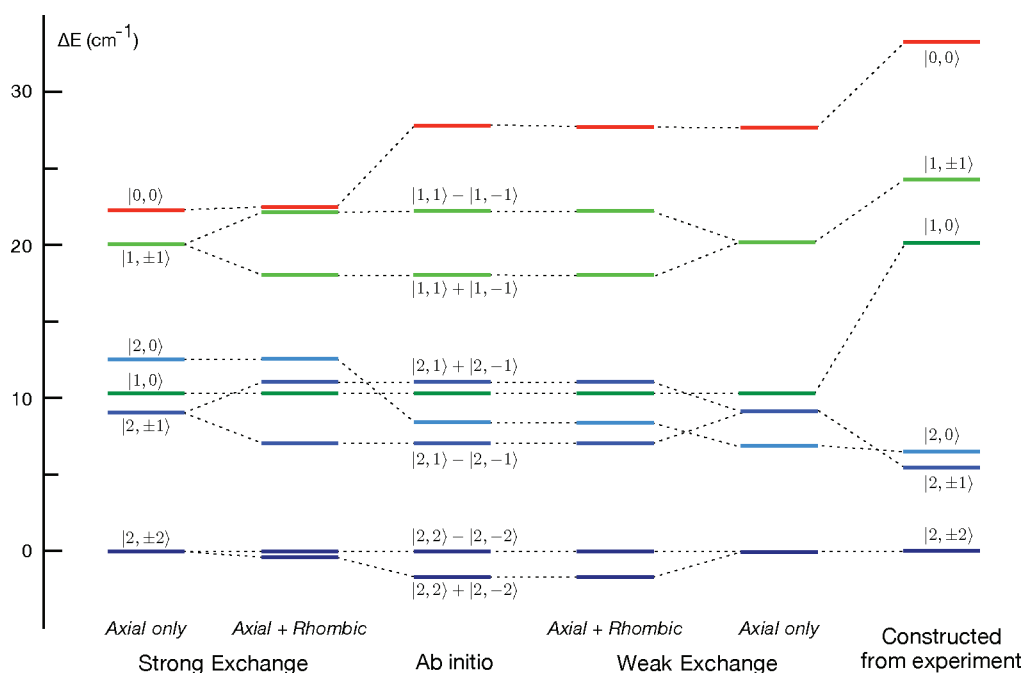 ΔE (cm⁻¹)
30
20
10
0
|0,0⟩
|1,±1⟩
|2,0⟩
|1,0⟩
|2,±1⟩
|2,±2⟩
|1,1⟩−|1,−1⟩
|1,1⟩+|1,−1⟩
|2,1⟩+|2,−1⟩
|2,1⟩−|2,−1⟩
|2,2⟩−|2,−2⟩
|2,2⟩+|2,−2⟩
|0,0⟩
|1,±1⟩
|1,0⟩
|2,0⟩
|2,±1⟩
|2,±2⟩
Axial only
Axial + Rhombic
Axial + Rhombic
Axial only
Strong Exchange
Ab initio
Weak Exchange
Constructed
from experiment